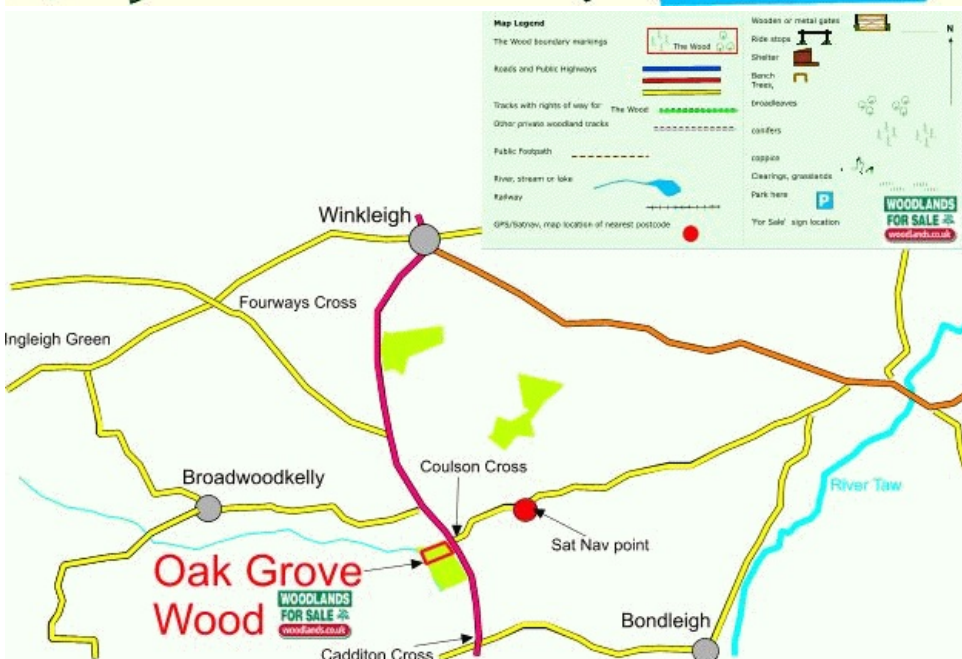 Map Legend
The Wood boundary markings
The Wood
Roads and Public Highways
Tracks with rights of way for The Wood
Other private woodland tracks
Public Footpath
River, stream or lake
Railway
GPS/Satnav, map location of nearest postcode
Wooden or metal gates
Ride stops
Shelter
Bench
Trees,
broadleaves
conifers
coppice
Clearings, grasslands
Park here
P
'For Sale' sign location
N
WOODLANDS
FOR SALE
woodlands.co.uk
Winkleigh
Fourways Cross
Ingleigh Green
Coulson Cross
Broadwoodkelly
River Taw
Sat Nav point
Oak Grove
Wood
WOODLANDS
FOR SALE
woodlands.co.uk
Bondleigh
Cadditon Cross